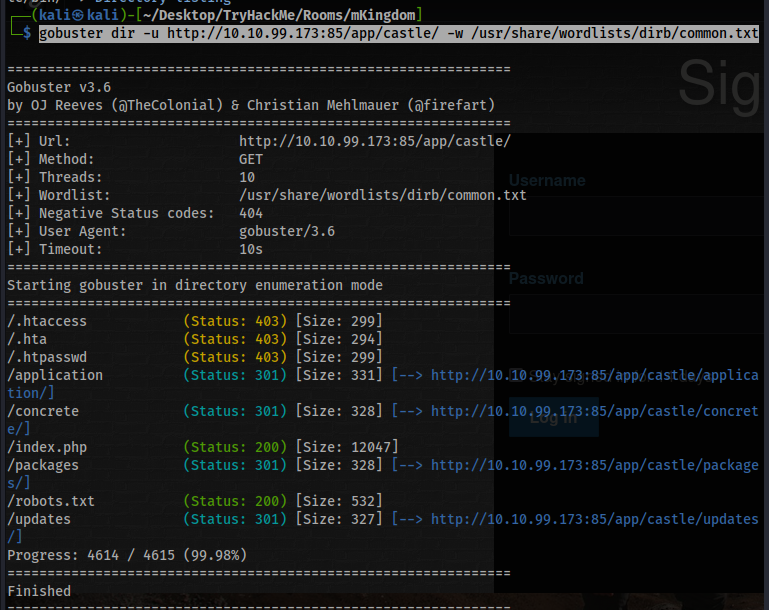 tc/bin/ -> Directory listing
┌──(kali㉿kali)-[~/Desktop/TryHackMe/Rooms/mKingdom]
└─$ gobuster dir -u http://10.10.99.173:85/app/castle/ -w /usr/share/wordlists/dirb/common.txt
===============================================================
Gobuster v3.6
by OJ Reeves (@TheColonial) & Christian Mehlmauer (@firefart)
===============================================================
[+] Url:                     http://10.10.99.173:85/app/castle/
[+] Method:                  GET
[+] Threads:                 10
[+] Wordlist:                /usr/share/wordlists/dirb/common.txt
[+] Negative Status codes:   404
[+] User Agent:              gobuster/3.6
[+] Timeout:                 10s
===============================================================
Starting gobuster in directory enumeration mode
===============================================================
/.htaccess            (Status: 403) [Size: 299]
/.hta                 (Status: 403) [Size: 294]
/.htpasswd            (Status: 403) [Size: 299]
/application          (Status: 301) [Size: 331] [--> http://10.10.99.173:85/app/castle/applica
tion/]
/concrete             (Status: 301) [Size: 328] [--> http://10.10.99.173:85/app/castle/concret
e/]
/index.php            (Status: 200) [Size: 12047]
/packages             (Status: 301) [Size: 328] [--> http://10.10.99.173:85/app/castle/package
s/]
/robots.txt           (Status: 200) [Size: 532]
/updates              (Status: 301) [Size: 327] [--> http://10.10.99.173:85/app/castle/updates
/]
Progress: 4614 / 4615 (99.98%)
===============================================================
Finished
===============================================================
Sig
Username
Password
Log in